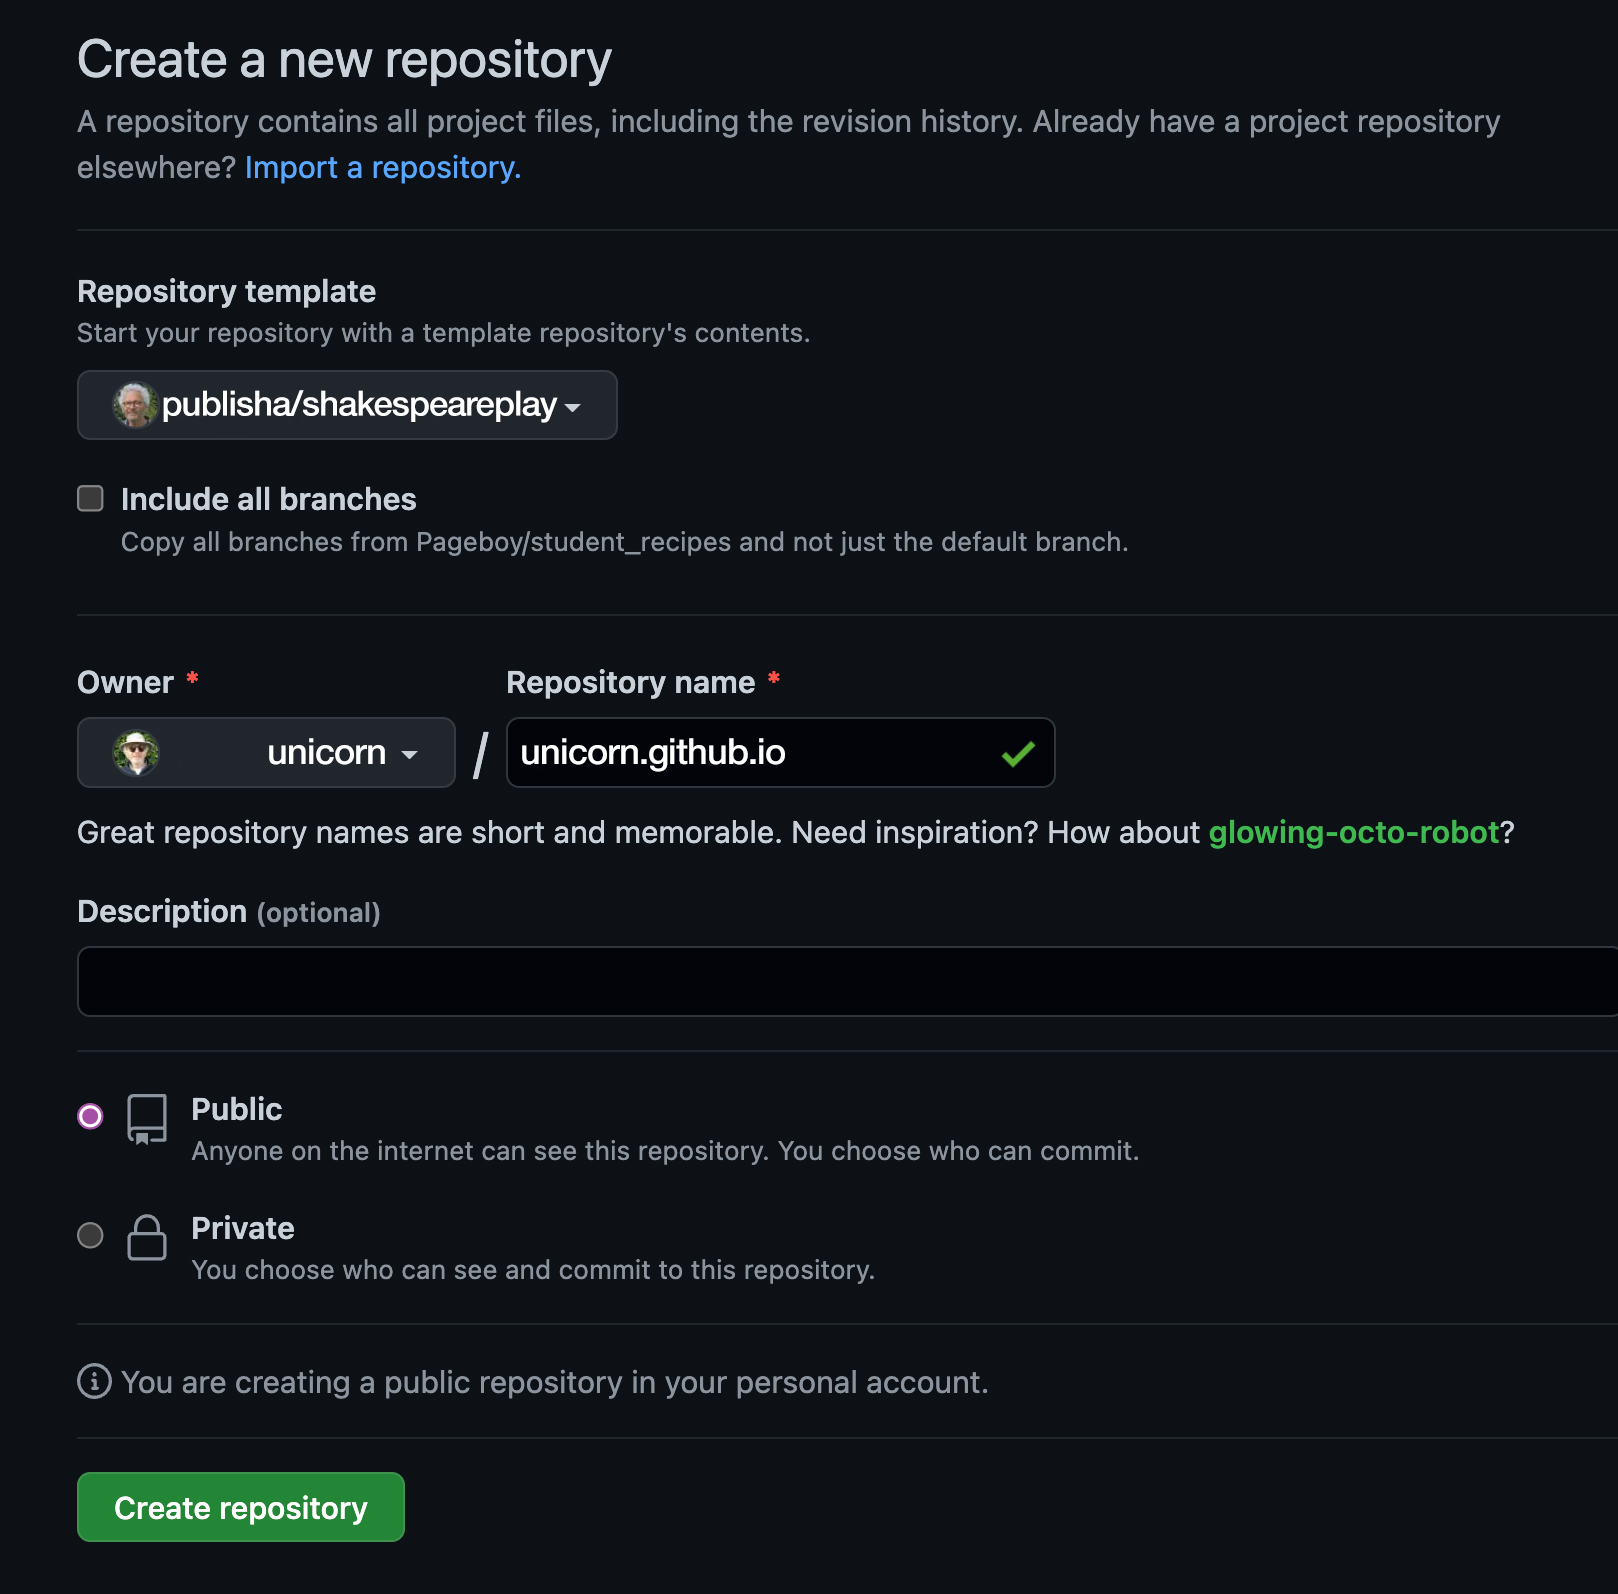 Create a new repository
A repository contains all project files, including the revision history. Already have a project repository
elsewhere? Import a repository.
Repository template
Start your repository with a template repository's contents.
publisha/shakespeareplay
Include all branches
Copy all branches from Pageboy/student_recipes and not just the default branch.
Owner * Repository name *
unicorn / unicorn.github.io
Great repository names are short and memorable. Need inspiration? How about glowing-octo-robot?
Description (optional)
Public
Anyone on the internet can see this repository. You choose who can commit.
Private
You choose who can see and commit to this repository.
You are creating a public repository in your personal account.
Create repository